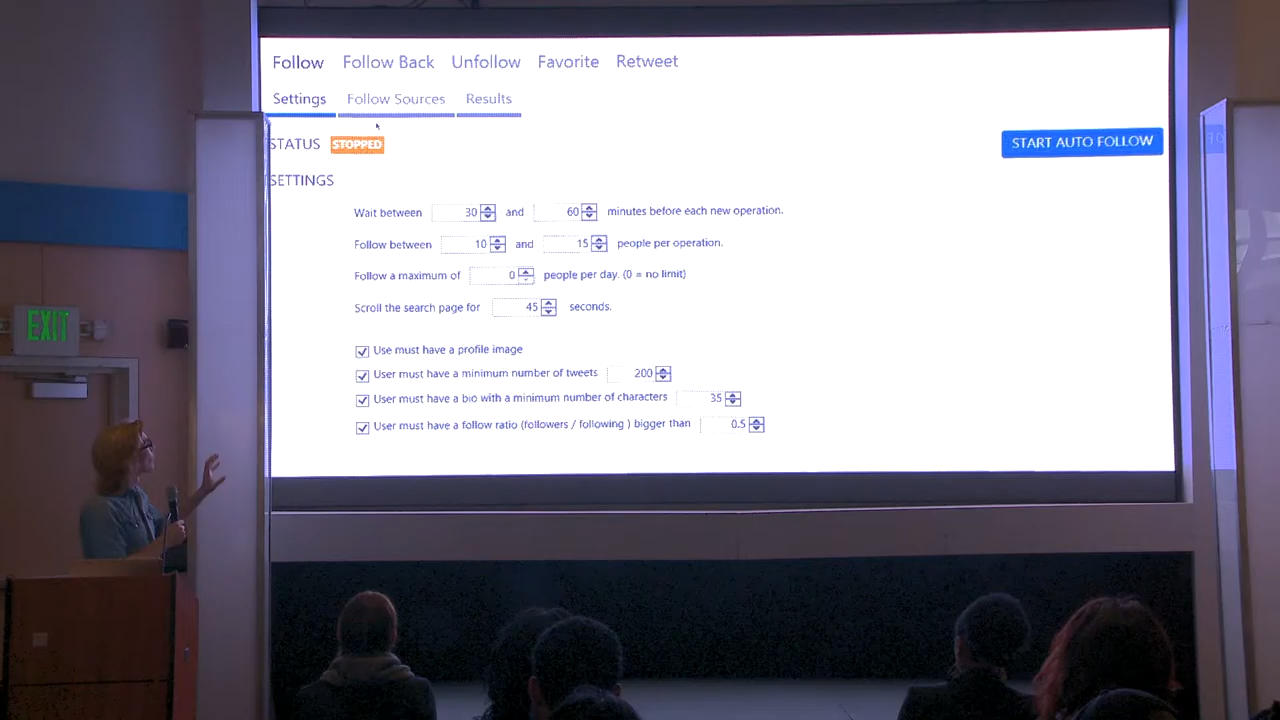 Follow Follow Back Unfollow Favorite Retweet
Settings Follow Sources Results
STATUS STOPPED START AUTO FOLLOW
SETTINGS
Wait between 30 and 60 minutes before each new operation.
Follow between 10 and 15 people per operation.
Follow a maximum of 0 people per day. (0 = no limit)
Scroll the search page for 45 seconds.
Use must have a profile image
User must have a minimum number of tweets 200
User must have a bio with a minimum number of characters 35
User must have a follow ratio (followers / following ) bigger than 0.5
EXIT